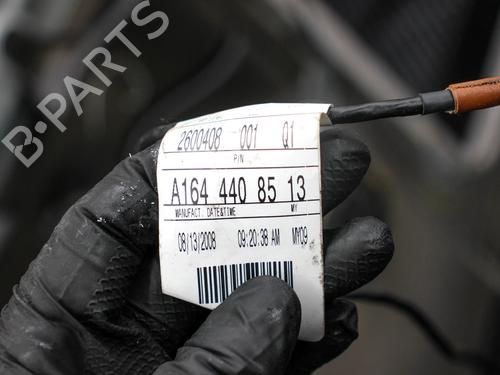 B-PARTS
2600408 001 Q1
P/N
A164 440 85 13
MANUFACT. DATE&TIME MY
08/13/2008 09:20:38 AM MY09